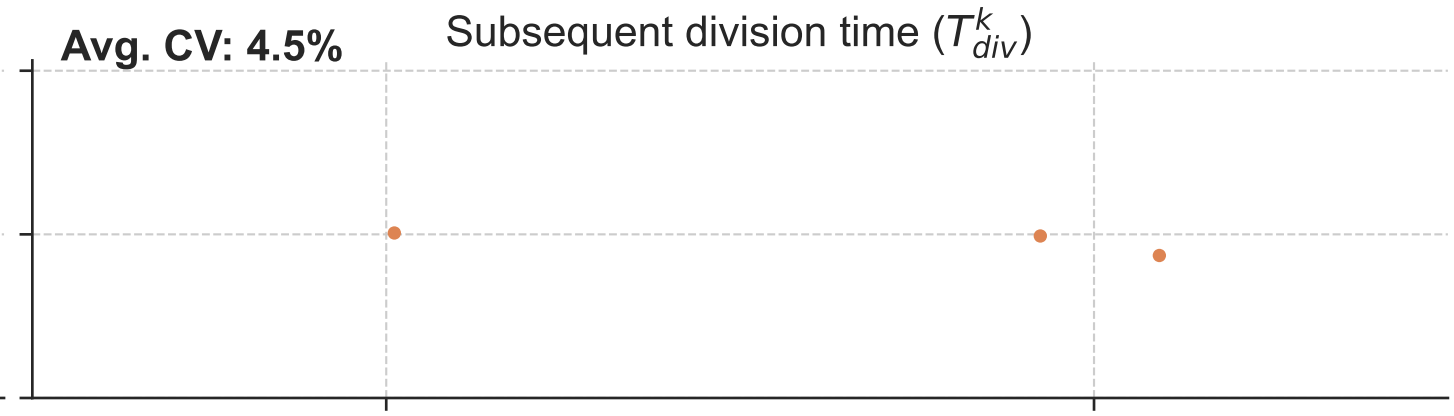 Subsequent division time (T^k_div)
Avg. CV: 4.5%